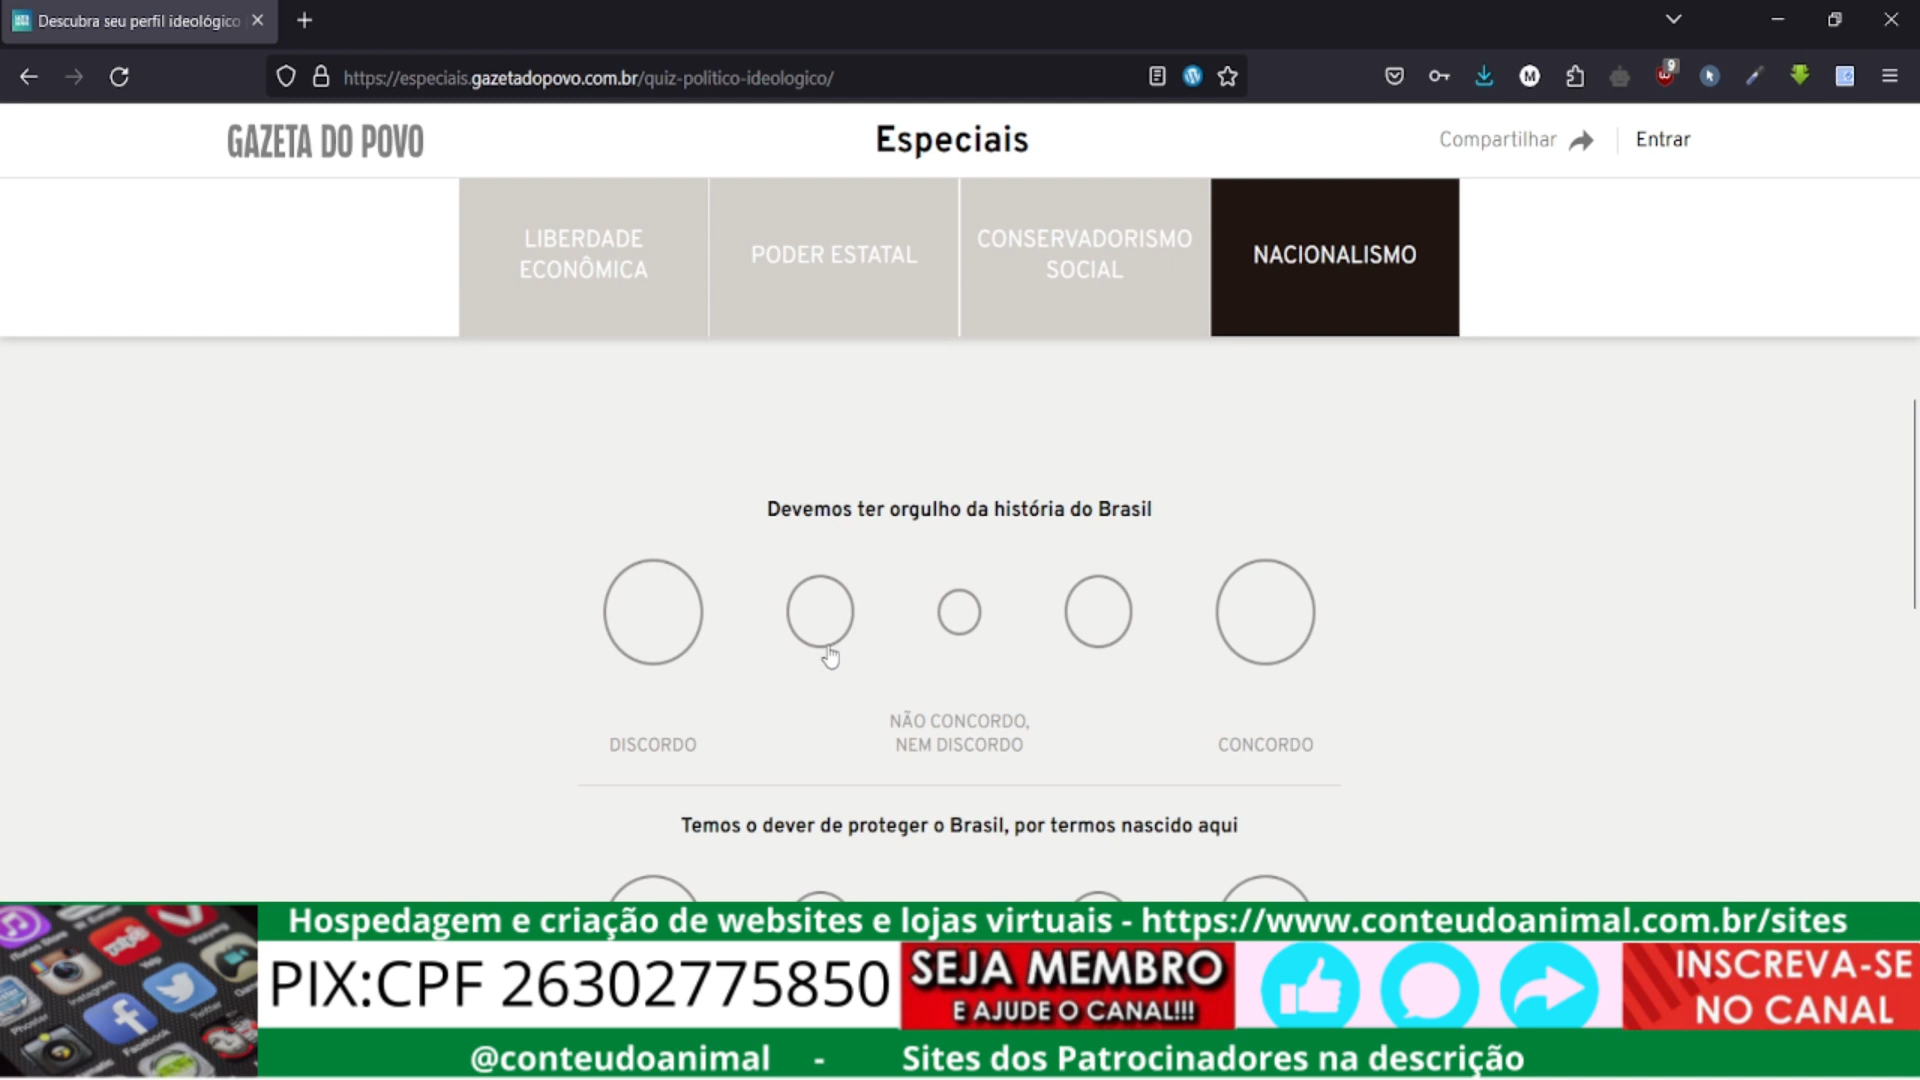 Descubra seu perfil ideológico
https://especiais.gazetadopovo.com.br/quiz-politico-ideologico/
9
M
GAZETA DO POVO
Especiais
Compartilhar
Entrar
LIBERDADE
ECONÔMICA
PODER ESTATAL
CONSERVADORISMO
SOCIAL
NACIONALISMO
Devemos ter orgulho da história do Brasil
DISCORDO
NÃO CONCORDO,
NEM DISCORDO
CONCORDO
Temos o dever de proteger o Brasil, por termos nascido aqui
Hospedagem e criação de websites e lojas virtuais - https://www.conteudoanimal.com.br/sites
PIX:CPF 26302775850
SEJA MEMBRO
E AJUDE O CANAL!!!
INSCREVA-SE
NO CANAL
@conteudoanimal - Sites dos Patrocinadores na descrição